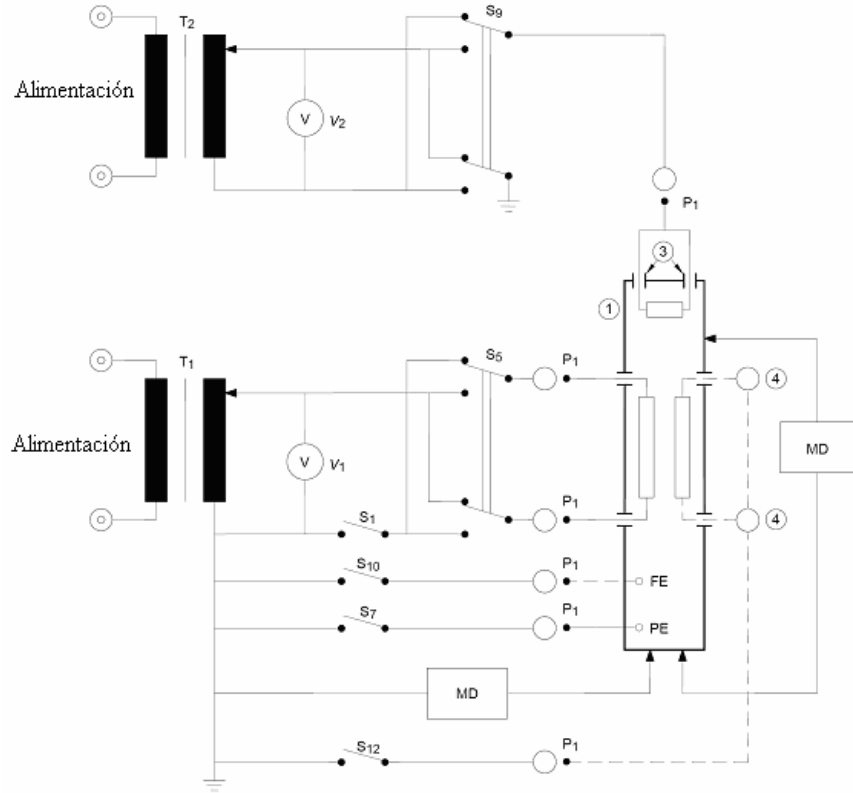 T2
S9
Alimentación
V
V2
P1
3
1
T1
S5
P1
4
Alimentación
V
V1
MD
S1
P1
4
S10
P1
FE
S7
P1
PE
MD
S12
P1